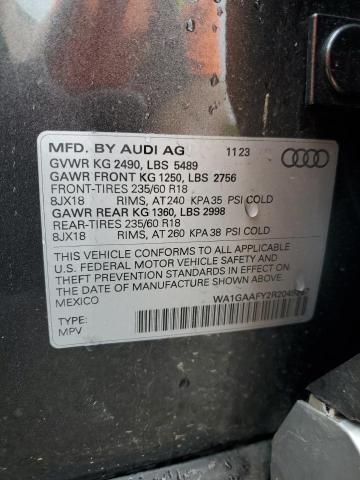 MFD. BY AUDI AG 11 23
GVWR KG 2490, LBS 5489
GAWR FRONT KG 1250, LBS 2756
FRONT-TIRES 235/60 R18
8JX18 RIMS, AT 240 KPA 35 PSI COLD
GAWR REAR KG 1360, LBS 2998
REAR-TIRES 235/60 R18
8JX18 RIMS, AT 260 KPA 38 PSI COLD
THIS VEHICLE CONFORMS TO ALL APPLICABLE
U.S. FEDERAL MOTOR VEHICLE SAFETY AND
THEFT PREVENTION STANDARDS IN EFFECT ON
THE DATE OF MANUFACTURE SHOWN ABOVE.
MEXICO
TYPE:
MPV